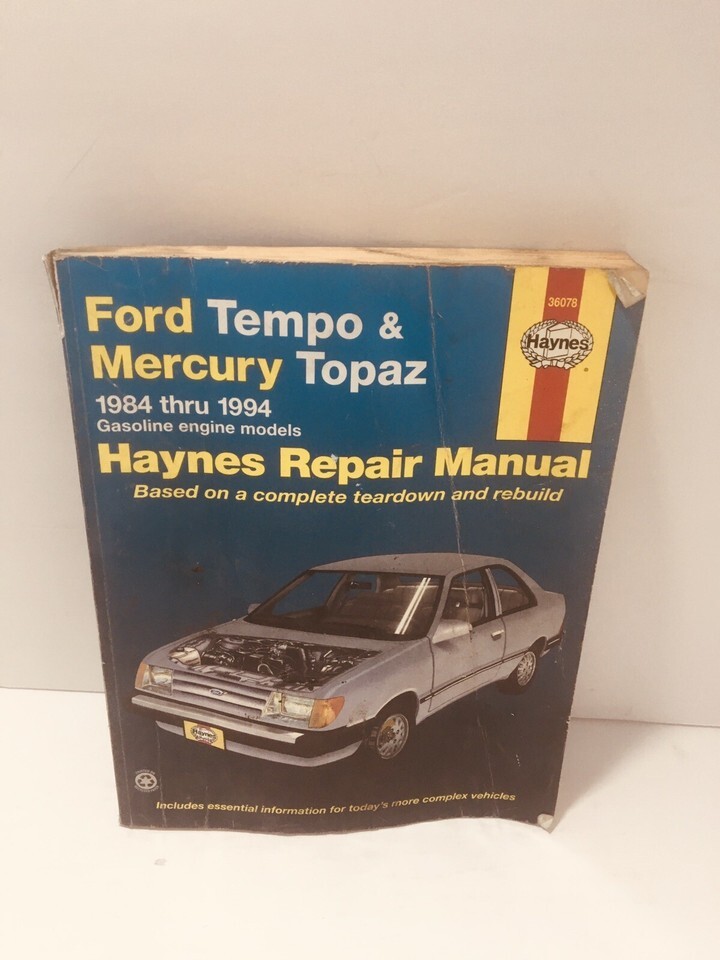 36078
Haynes
Ford Tempo &
Mercury Topaz
1984 thru 1994
Gasoline engine models
Haynes Repair Manual
Based on a complete teardown and rebuild
Haynes
Includes essential information for today's more complex vehicles